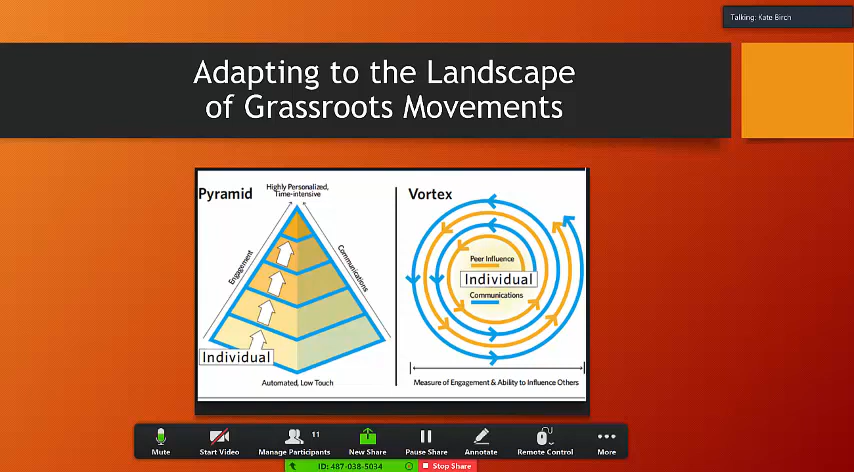 Talking: Kate Birch
Adapting to the Landscape
of Grassroots Movements
Pyramid
Highly Personalized,
Time-intensive
Engagement
Communications
Individual
Automated, Low Touch
Vortex
Peer Influence
Individual
Communications
Measure of Engagement & Ability to Influence Others
Mute
Start Video
Manage Participants
11
New Share
Pause Share
Annotate
Remote Control
More
ID: 487-038-5034
Stop Share